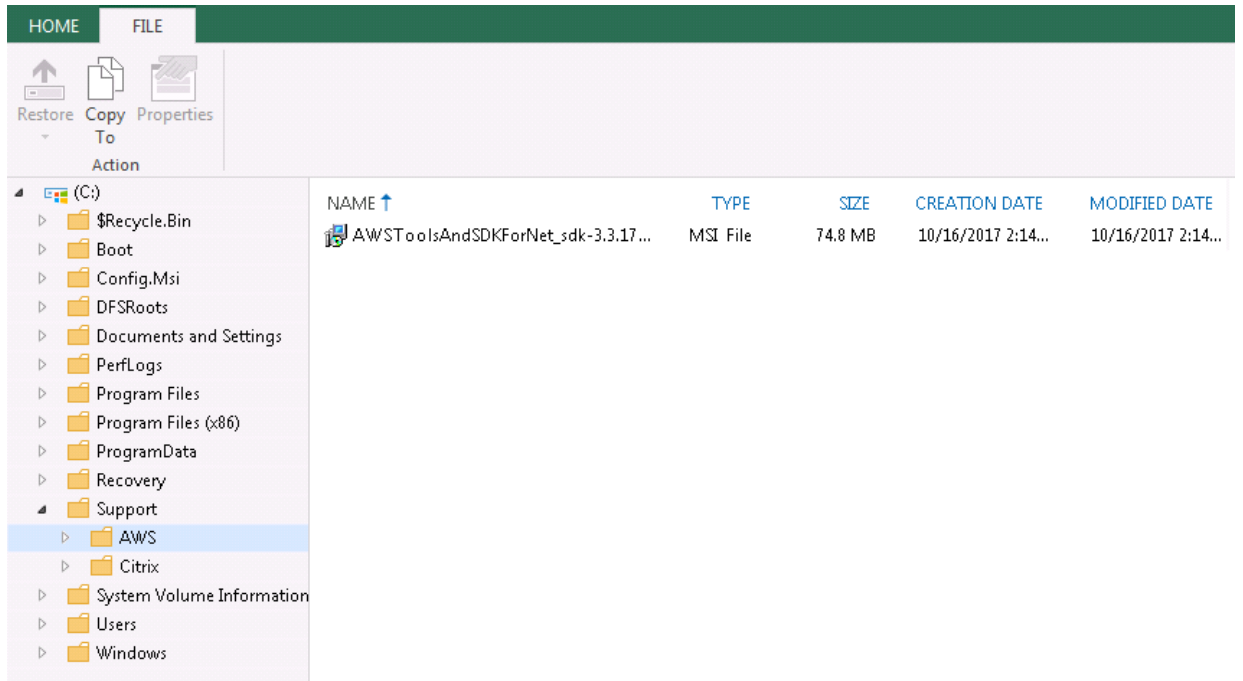 HOME FILE
Restore Copy To Properties
Action
(C:)
$Recycle.Bin
Boot
Config.Msi
DFSRoots
Documents and Settings
PerfLogs
Program Files
Program Files (x86)
ProgramData
Recovery
Support
AWS
Citrix
System Volume Information
Users
Windows
NAME TYPE SIZE CREATION DATE MODIFIED DATE
AWSToolsAndSDKForNet_sdk-3.3.17... MSI File 74.8 MB 10/16/2017 2:14... 10/16/2017 2:14...